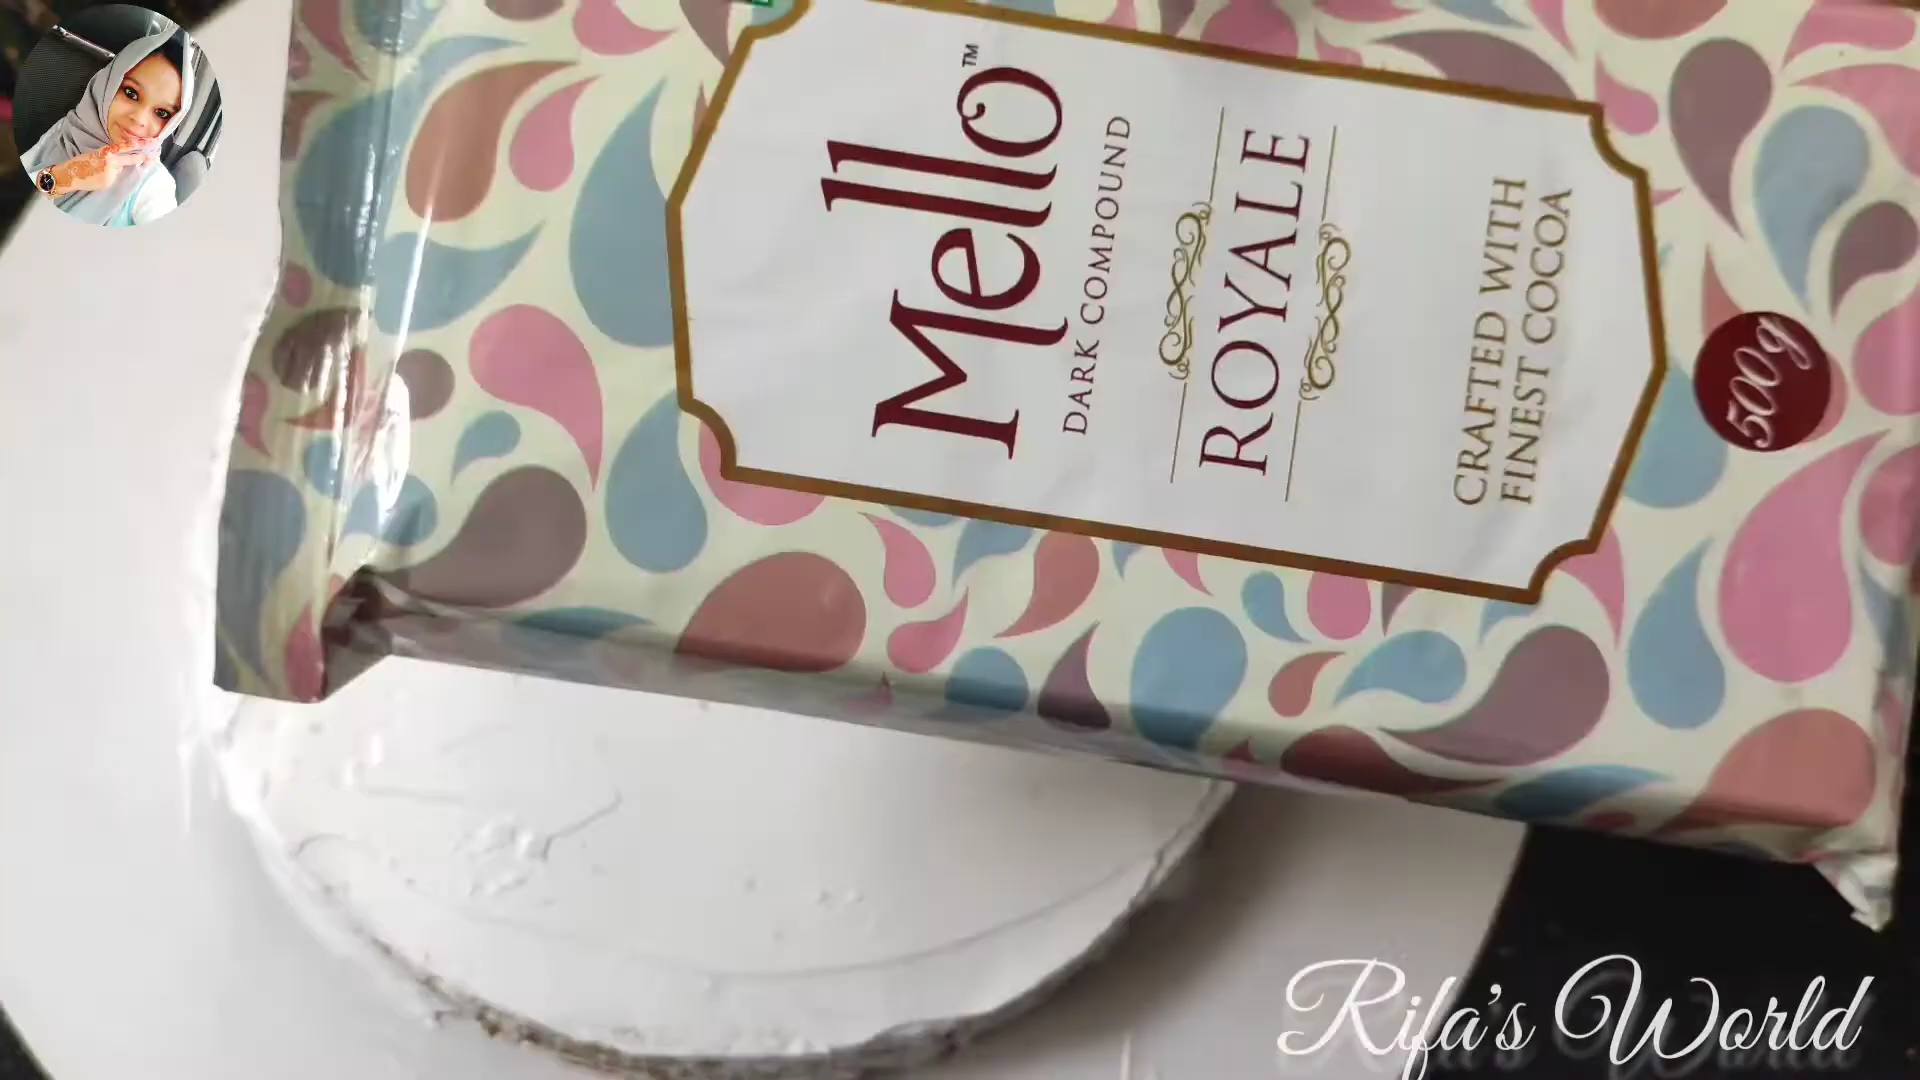 Mello™
DARK COMPOUND
ROYALE
CRAFTED WITH
FINEST COCOA
500g
Rifa's World